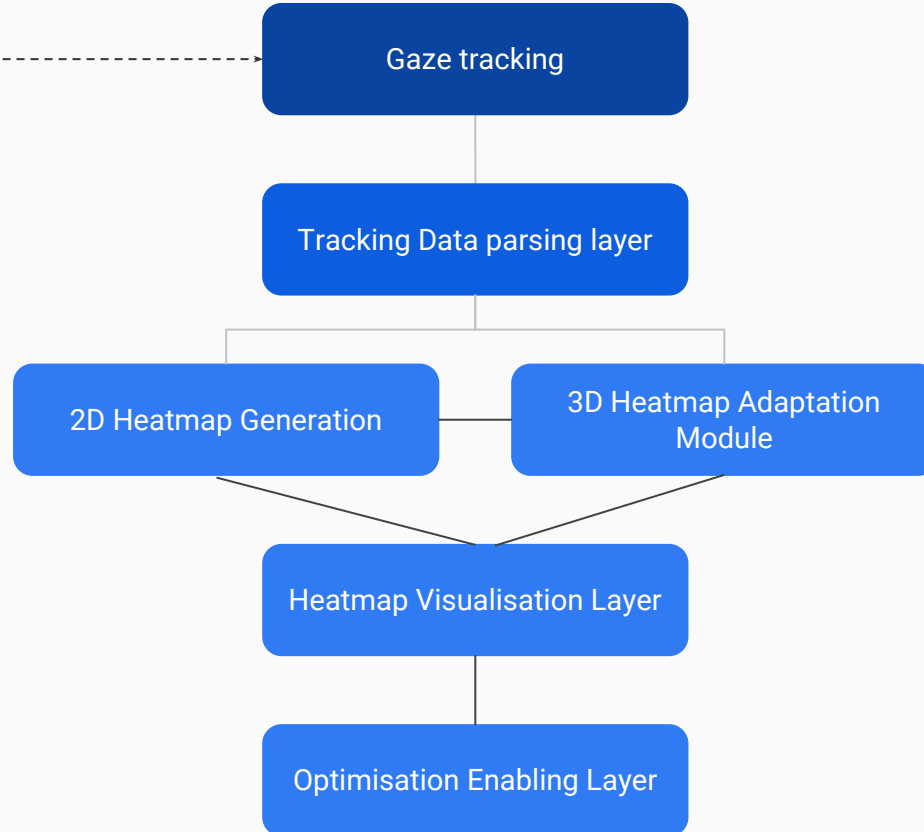 Gaze tracking
Tracking Data parsing layer
2D Heatmap Generation
3D Heatmap Adaptation
Module
Heatmap Visualisation Layer
Optimisation Enabling Layer